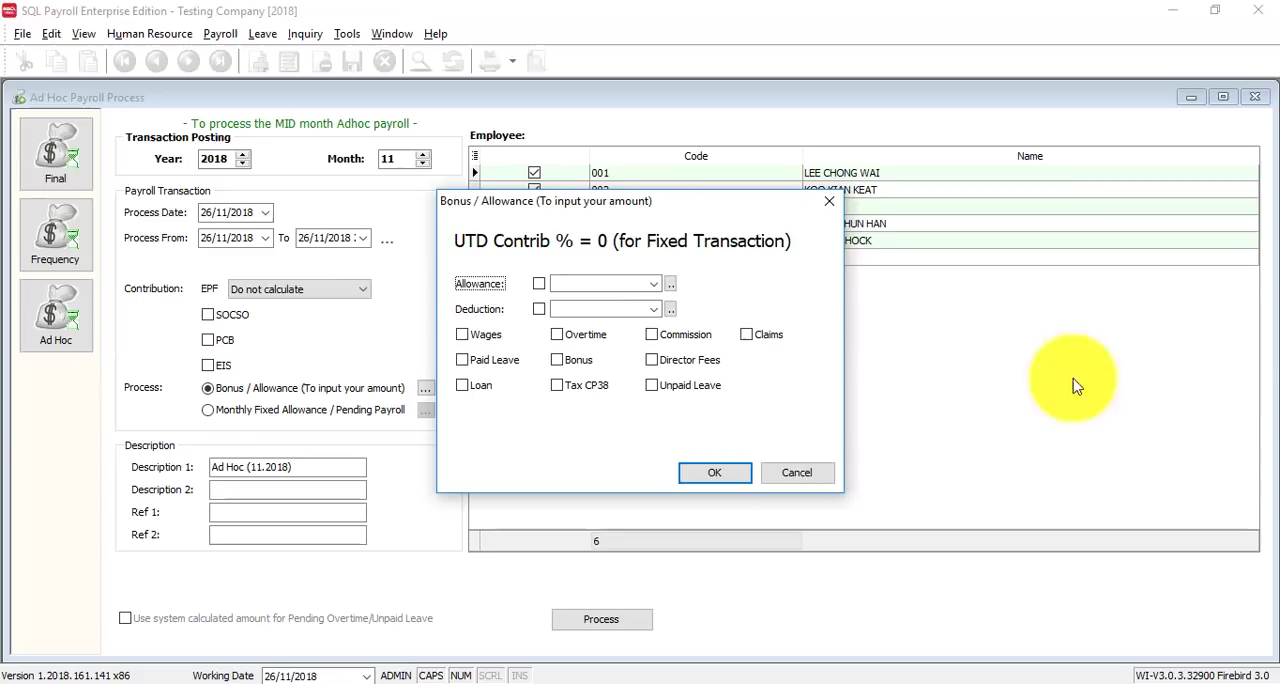 SQL Payroll Enterprise Edition - Testing Company [2018]
File Edit View Human Resource Payroll Leave Inquiry Tools Window Help
Ad Hoc Payroll Process
- To process the MID month Adhoc payroll -
Transaction Posting
Year: 2018 Month: 11
Payroll Transaction
Process Date: 26/11/2018
Process From: 26/11/2018 To 26/11/2018 ...
Contribution: EPF Do not calculate
SOCSO
PCB
EIS
Process: Bonus / Allowance (To input your amount) ...
Monthly Fixed Allowance / Pending Payroll ...
Description
Description 1: Ad Hoc (11.2018)
Description 2:
Ref 1:
Ref 2:
Use system calculated amount for Pending Overtime/Unpaid Leave
Process
Final
Frequency
Ad Hoc
Employee:
Code Name
001 LEE CHONG WAI
KOO KIAN KEAT
HUN HAN
HOCK
6
Bonus / Allowance (To input your amount)
UTD Contrib % = 0 (for Fixed Transaction)
Allowance: ..
Deduction: ..
Wages Overtime Commission Claims
Paid Leave Bonus Director Fees
Loan Tax CP38 Unpaid Leave
OK Cancel
Version 1.2018.161.141 x86 Working Date 26/11/2018 ADMIN CAPS NUM SCRL INS WI-V3.0.3.32900 Firebird 3.0